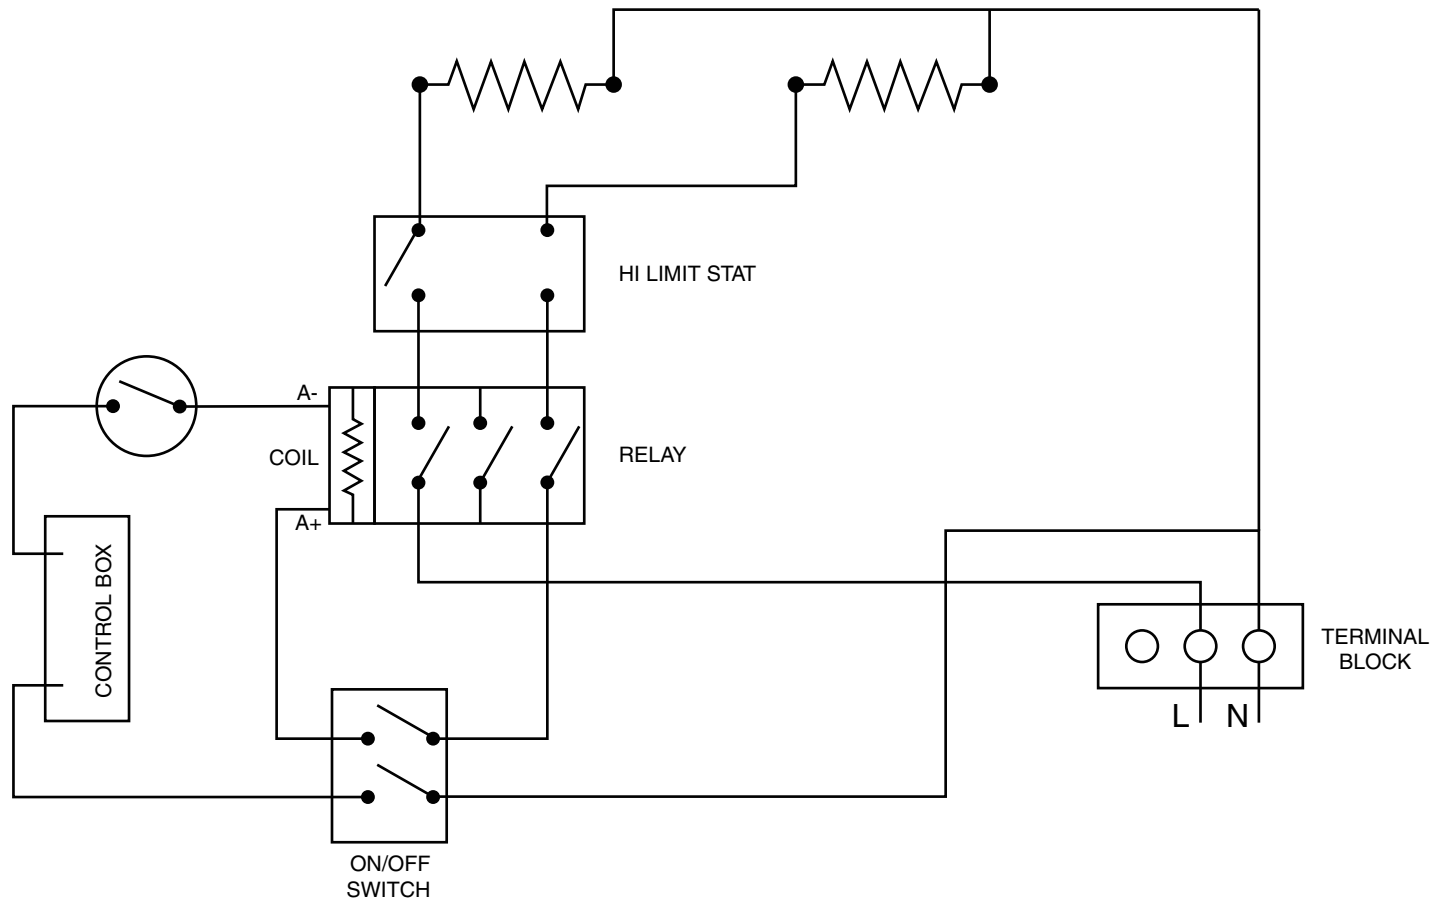 HI LIMIT STAT
A-
COIL
RELAY
A+
CONTROL BOX
TERMINAL
BLOCK
L
N
ON/OFF
SWITCH